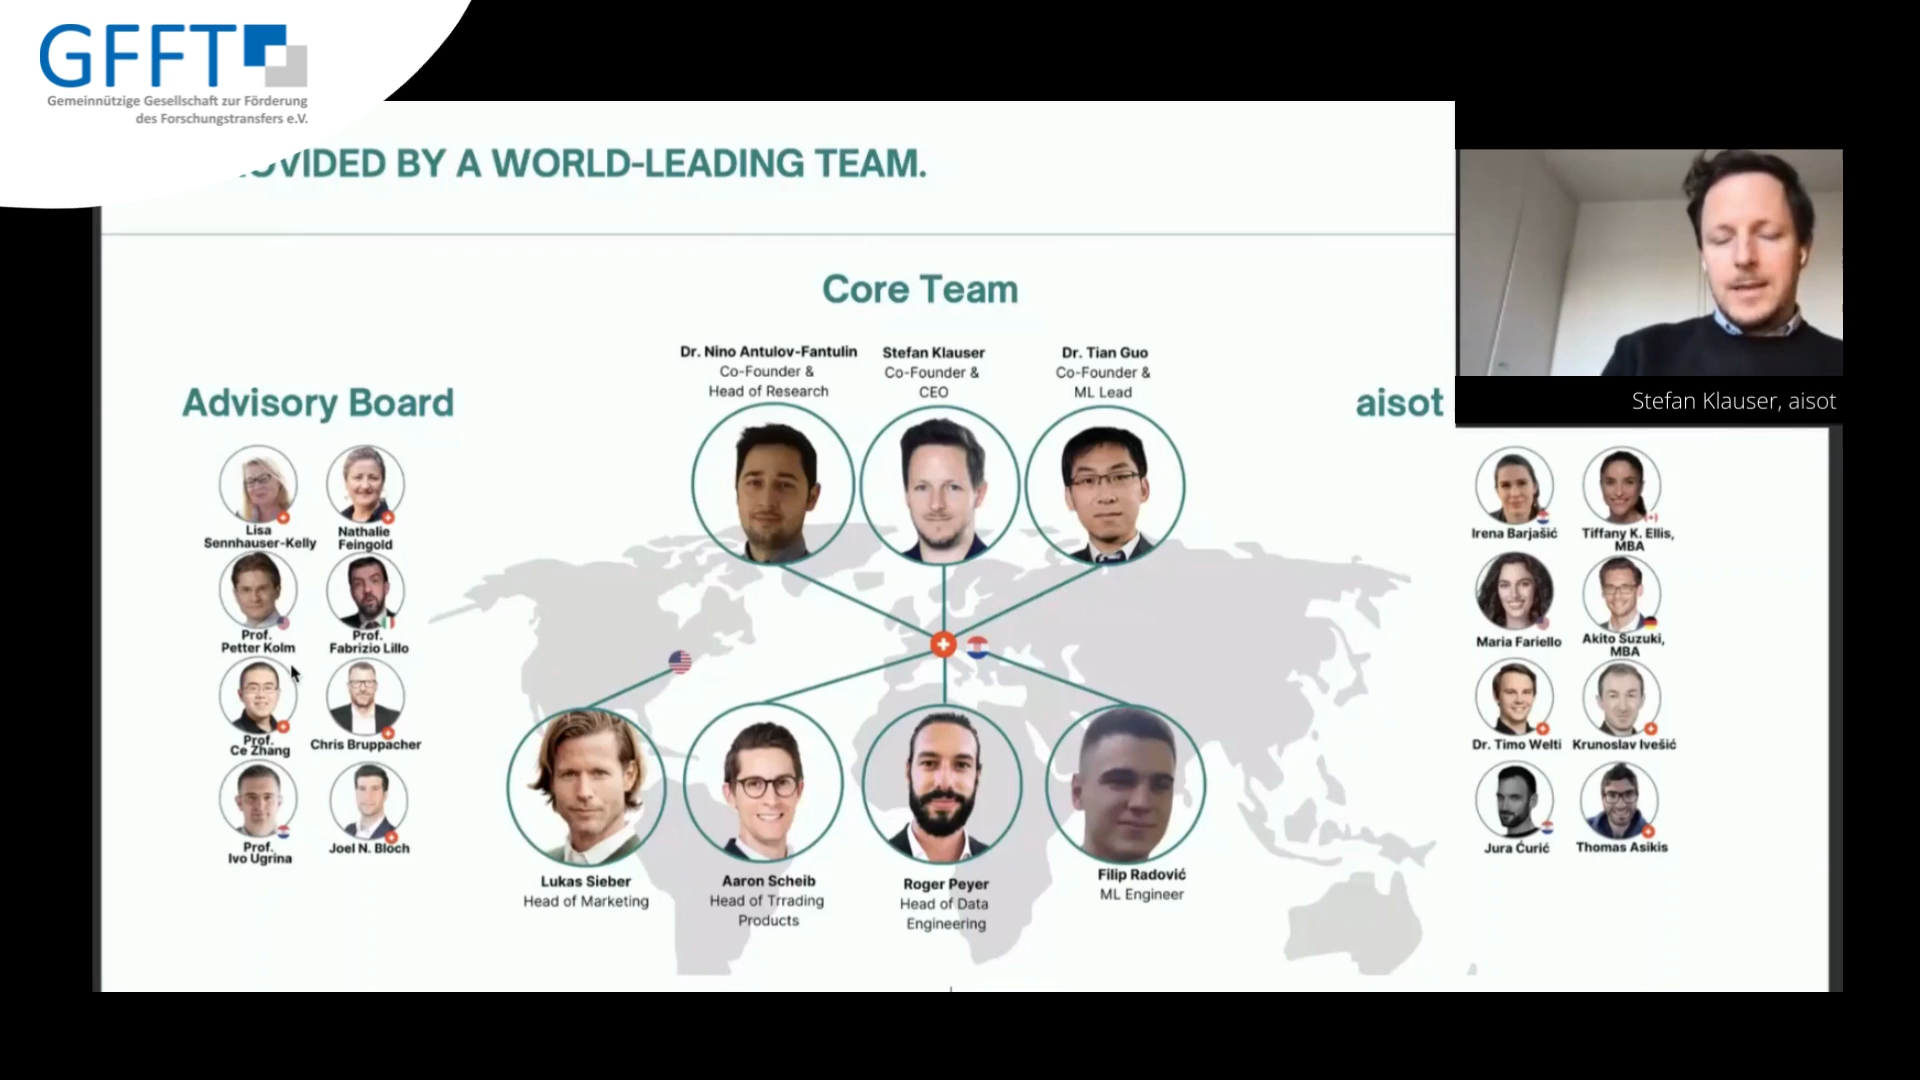 GFFT
Gemeinnützige Gesellschaft zur Förderung
des Forschungstransfers e.V.
OVIDED BY A WORLD-LEADING TEAM.
Core Team
Dr. Nino Antulov-Fantulin
Co-Founder &
Head of Research
Stefan Klauser
Co-Founder &
CEO
Dr. Tian Guo
Co-Founder &
ML Lead
Advisory Board
Lisa
Sennhauser-Kelly
Nathalie
Feingold
Prof.
Petter Kolm
Prof.
Fabrizio Lillo
Prof.
Ce Zhang
Chris Bruppacher
Prof.
Ivo Ugrina
Joel N. Bloch
Lukas Sieber
Head of Marketing
Aaron Scheib
Head of Trrading
Products
Roger Peyer
Head of Data
Engineering
Filip Radović
ML Engineer
Stefan Klauser, aisot
aisot
Irena Barjašić
Tiffany K. Ellis,
MBA
Maria Fariello
Akito Suzuki,
MBA
Dr. Timo Welti
Krunoslav Ivešić
Jura Ćurić
Thomas Asikis